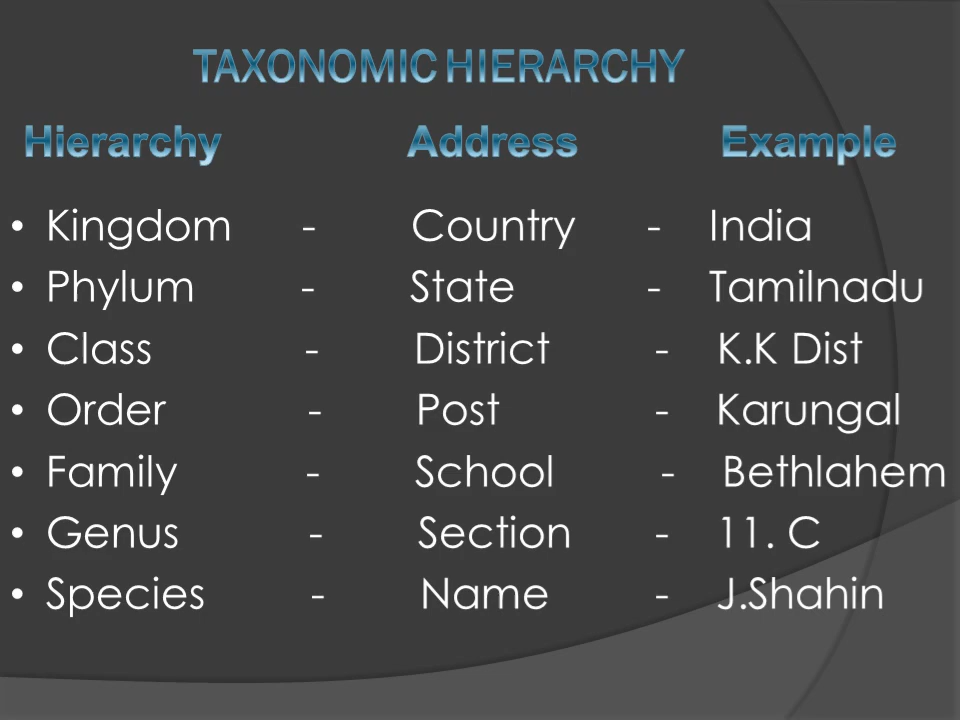 TAXONOMIC HIERARCHY
Hierarchy Address Example
• Kingdom - Country - India
• Phylum - State - Tamilnadu
• Class - District - K.K Dist
• Order - Post - Karungal
• Family - School - Bethlahem
• Genus - Section - 11. C
• Species - Name - J.Shahin